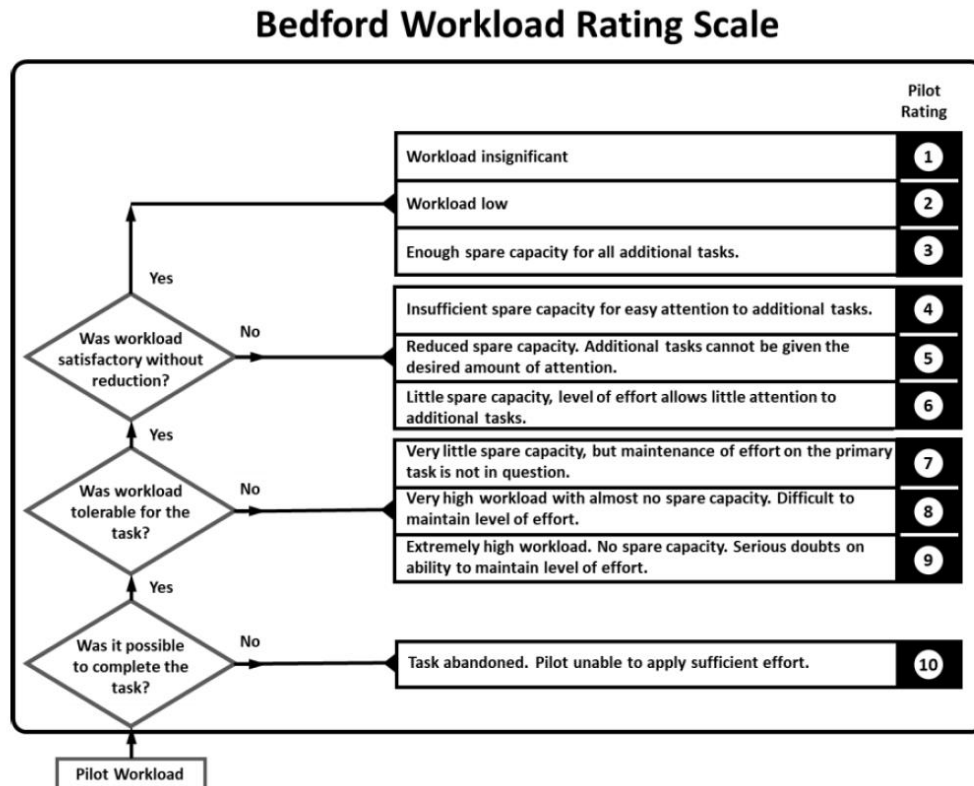 Bedford Workload Rating Scale
Pilot
Rating
Workload insignificant
1
Workload low
2
Enough spare capacity for all additional tasks.
3
Yes
Was workload
satisfactory without
reduction?
No
Insufficient spare capacity for easy attention to additional tasks.
4
Reduced spare capacity. Additional tasks cannot be given the
desired amount of attention.
5
Little spare capacity, level of effort allows little attention to
additional tasks.
6
Yes
Was workload
tolerable for the
task?
No
Very little spare capacity, but maintenance of effort on the primary
task is not in question.
7
Very high workload with almost no spare capacity. Difficult to
maintain level of effort.
8
Extremely high workload. No spare capacity. Serious doubts on
ability to maintain level of effort.
9
Yes
Was it possible
to complete the
task?
No
Task abandoned. Pilot unable to apply sufficient effort.
10
Pilot Workload